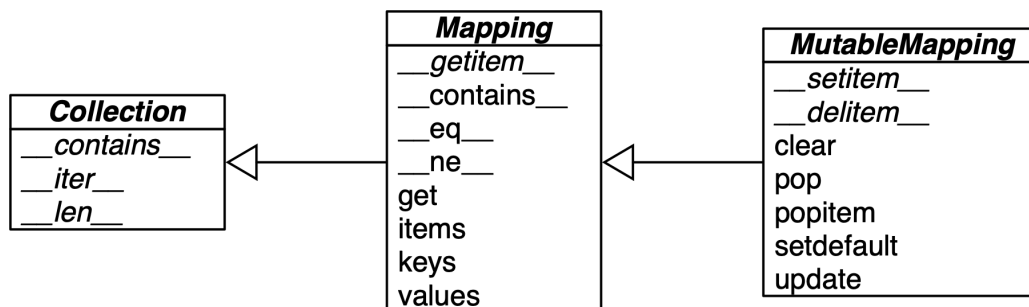 Collection
__contains__
__iter__
__len__
Mapping
__getitem__
__contains__
__eq__
__ne__
get
items
keys
values
MutableMapping
__setitem__
__delitem__
clear
pop
popitem
setdefault
update